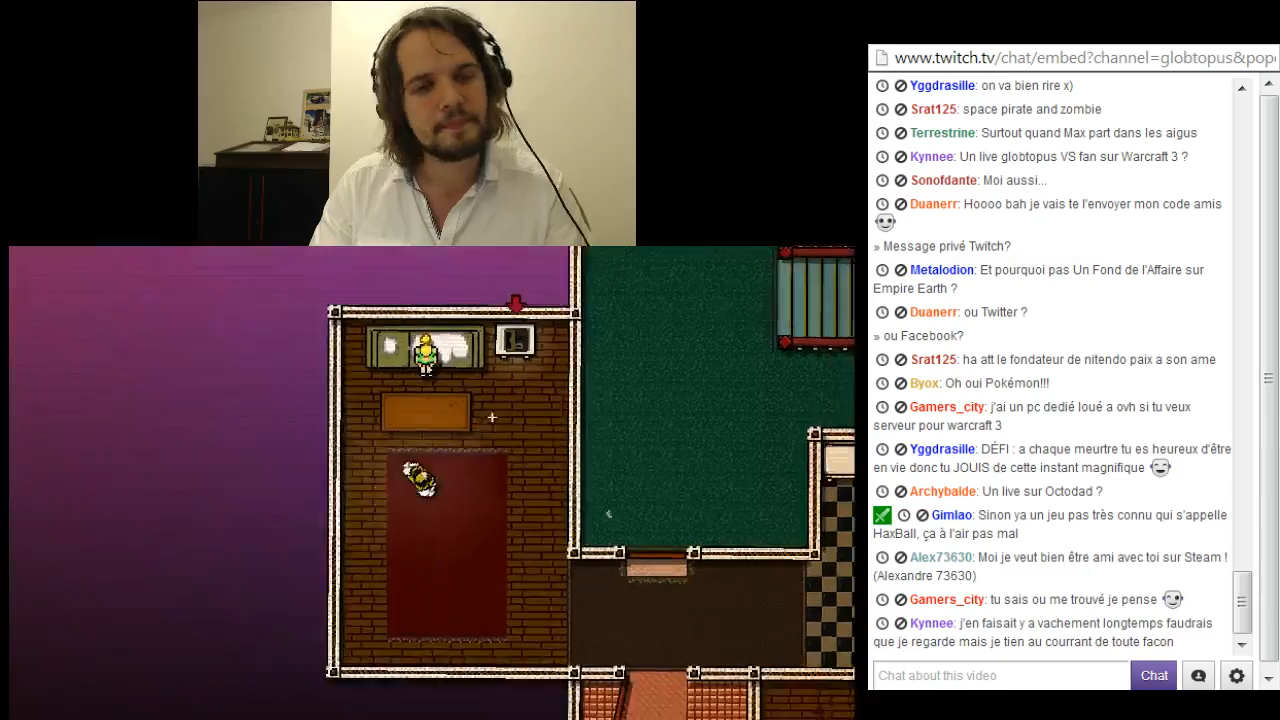 www.twitch.tv/chat/embed?channel=globtopus&pop
Yggdrasille: on va bien rire x)
Srat125: space pirate and zombie
Terrestrine: Surtout quand Max part dans les aigus
Kynnee: Un live globtopus VS fan sur Warcraft 3 ?
Sonofdante: Moi aussi...
Duanerr: Hoooo bah je vais te l'envoyer mon code amis
» Message privé Twitch?
Metalodion: Et pourquoi pas Un Fond de l'Affaire sur
Empire Earth ?
Duanerr: ou Twitter ?
» ou Facebook?
Srat125: ha att le fondateur de nitendo paix a son ame
Byox: Oh oui Pokémon!!!
Gamers_city: j'ai un pc dedié loué a ovh si tu veux
serveur pour warcraft 3
Yggdrasille: DÉFI : a chaque meurtre tu es heureux d'être
en vie donc tu JOUIS de cette instant magnifique
Archybalde: Un live sur Octodad ?
Gimlao: Sinon ya un jeu pas très connu qui s'appelle
HaxBall, ça à l'air pas mal
Alex73630: Moi je veut bien être ami avec toi sur Steam !
(Alexandre 73630)
Gamers_city: tu sais ou me trouvé je pense
Kynnee: j'en faisait y a vachement longtemps faudrais
que je regarde mais je tien au courant de toute facon
Chat about this video
Chat